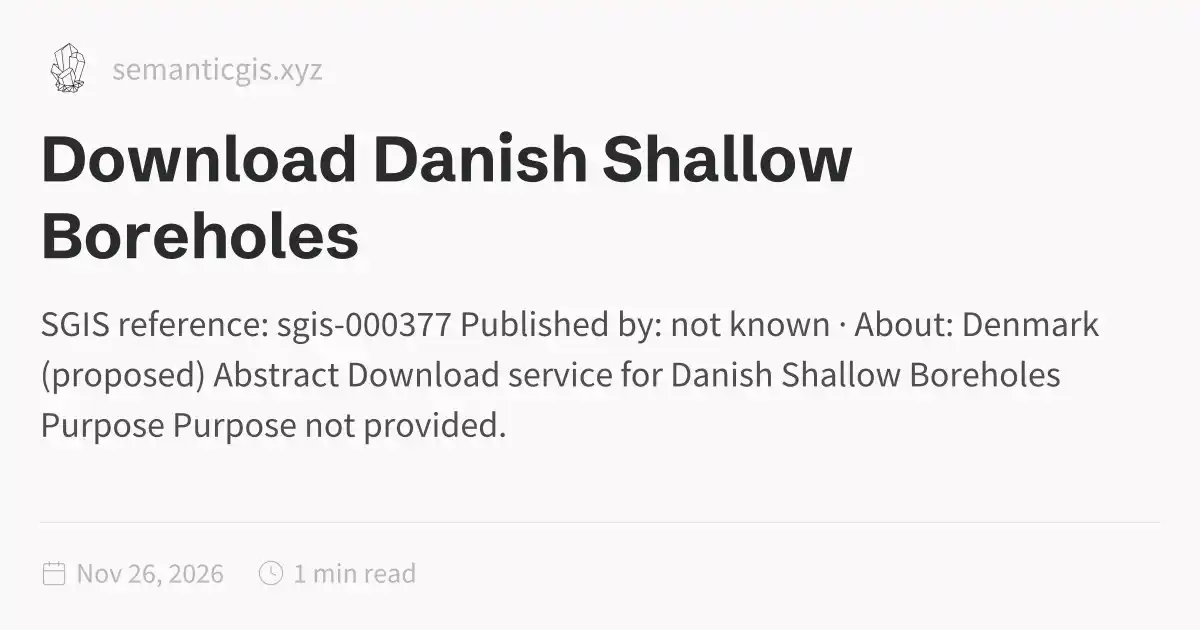 semanticgis.xyz
Download Danish Shallow
Boreholes
SGIS reference: sgis-000377 Published by: not known · About: Denmark
(proposed) Abstract Download service for Danish Shallow Boreholes
Purpose Purpose not provided.
Nov 26, 2026 1 min read